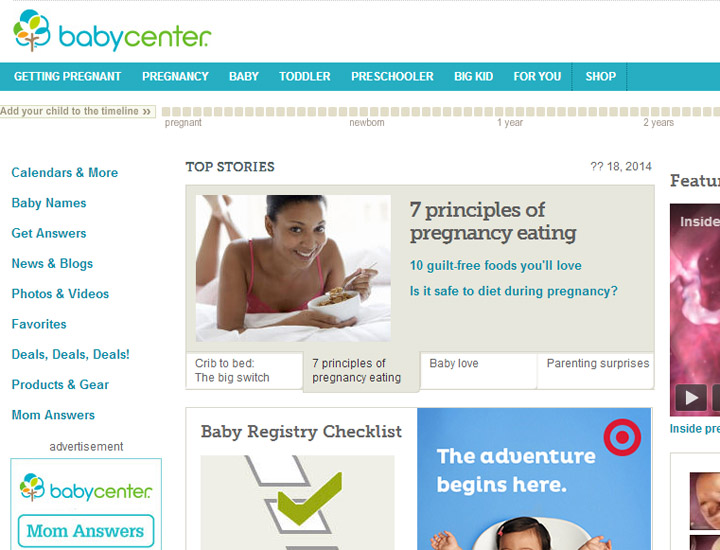 babycenter
GETTING PREGNANT PREGNANCY BABY TODDLER PRESCHOOLER BIG KID FOR YOU SHOP
Add your child to the timeline >>
pregnant newborn 1 year 2 years
Calendars & More
Baby Names
Get Answers
News & Blogs
Photos & Videos
Favorites
Deals, Deals, Deals!
Products & Gear
Mom Answers
advertisement
babycenter
Mom Answers
TOP STORIES ?? 18, 2014
7 principles of
pregnancy eating
10 guilt-free foods you'll love
Is it safe to diet during pregnancy?
Crib to bed:
The big switch
7 principles of
pregnancy eating
Baby love
Parenting surprises
Baby Registry Checklist
The adventure
begins here.
Featu
Inside
Inside pre